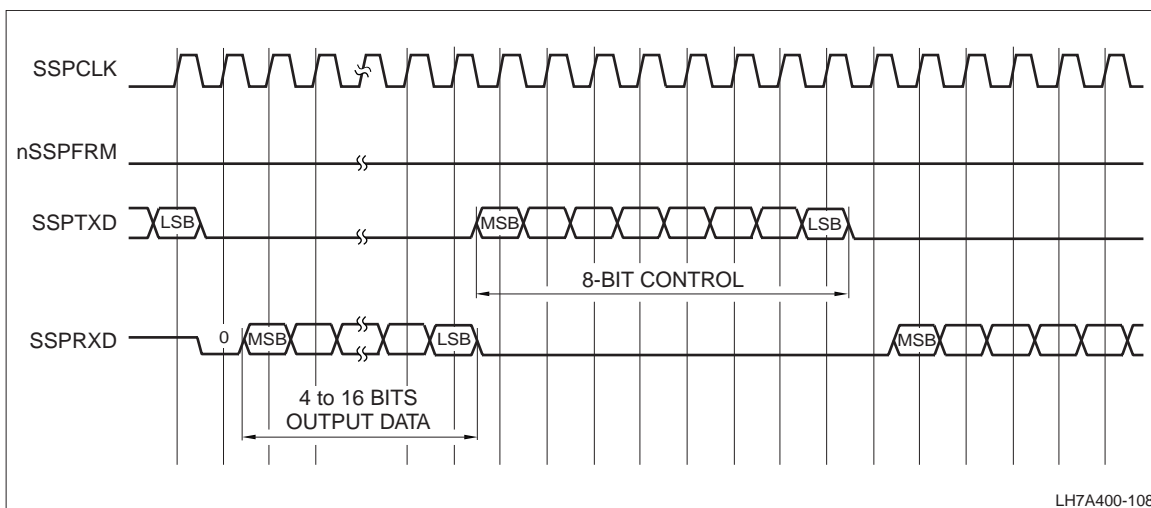 SSPCLK
nSSPFRM
SSPTXD
LSB
MSB
LSB
8-BIT CONTROL
SSPRXD
0
MSB
LSB
MSB
4 to 16 BITS
OUTPUT DATA
LH7A400-108